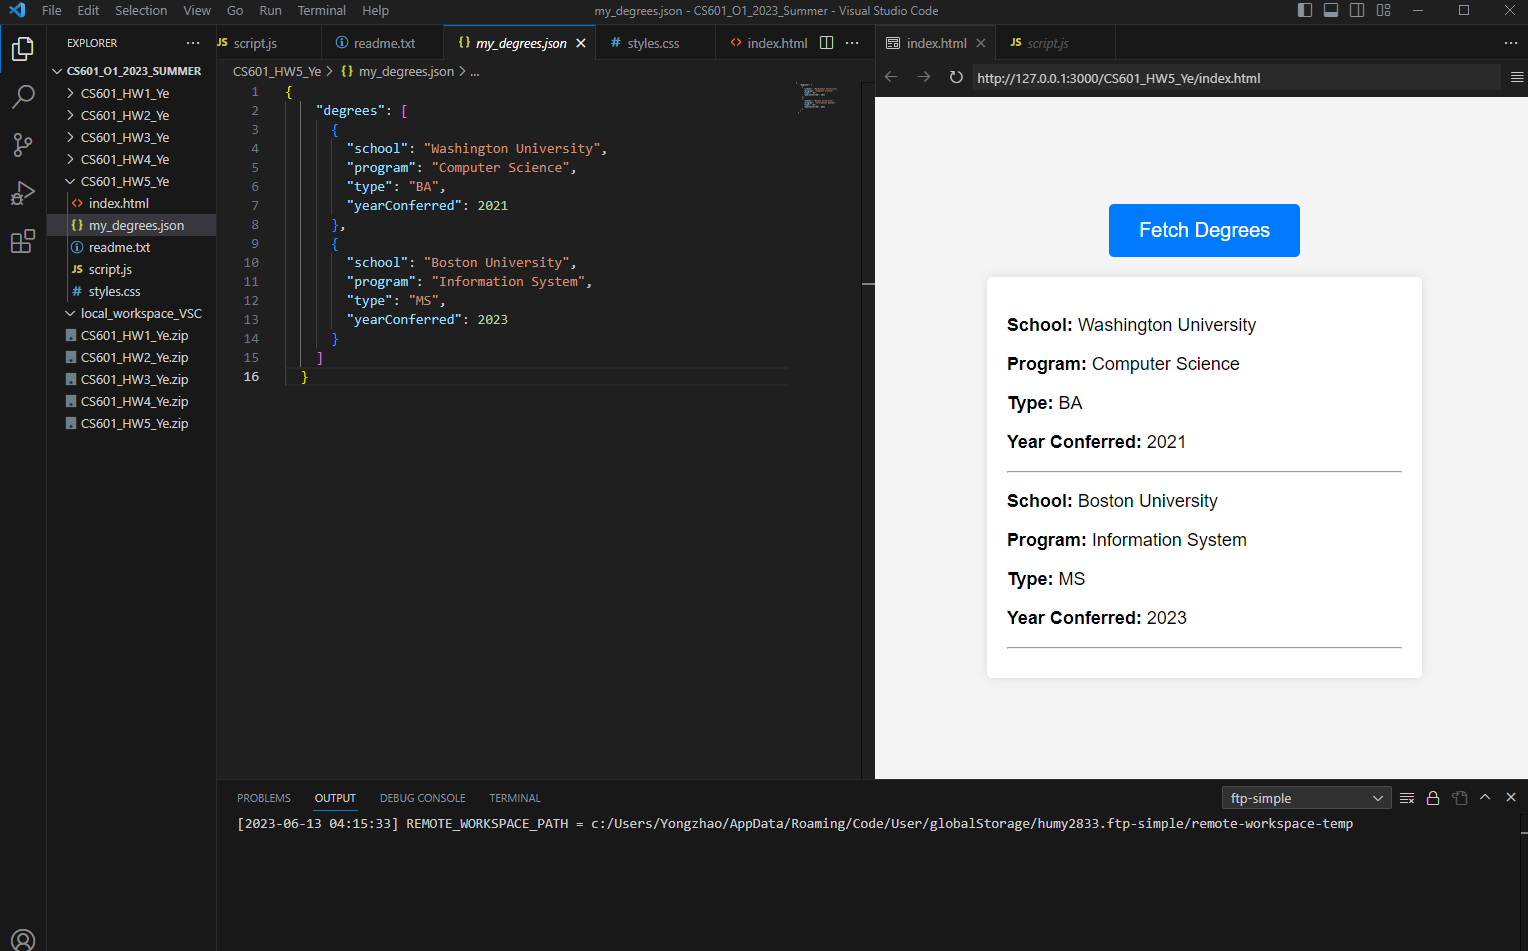 File Edit Selection View Go Run Terminal Help
my_degrees.json - CS601_O1_2023_Summer - Visual Studio Code
EXPLORER
CS601_O1_2023_SUMMER
CS601_HW1_Ye
CS601_HW2_Ye
CS601_HW3_Ye
CS601_HW4_Ye
CS601_HW5_Ye
index.html
my_degrees.json
readme.txt
script.js
styles.css
local_workspace_VSC
CS601_HW1_Ye.zip
CS601_HW2_Ye.zip
CS601_HW3_Ye.zip
CS601_HW4_Ye.zip
CS601_HW5_Ye.zip
JS script.js readme.txt {} my_degrees.json # styles.css <> index.html
CS601_HW5_Ye > {} my_degrees.json > ...
1 {
2 "degrees": [
3 {
4 "school": "Washington University",
5 "program": "Computer Science",
6 "type": "BA",
7 "yearConferred": 2021
8 },
9 {
10 "school": "Boston University",
11 "program": "Information System",
12 "type": "MS",
13 "yearConferred": 2023
14 }
15 ]
16 }
index.html JS script.js
http://127.0.0.1:3000/CS601_HW5_Ye/index.html
Fetch Degrees
School: Washington University
Program: Computer Science
Type: BA
Year Conferred: 2021
School: Boston University
Program: Information System
Type: MS
Year Conferred: 2023
PROBLEMS OUTPUT DEBUG CONSOLE TERMINAL
ftp-simple
[2023-06-13 04:15:33] REMOTE_WORKSPACE_PATH = c:/Users/Yongzhao/AppData/Roaming/Code/User/globalStorage/humy2833.ftp-simple/remote-workspace-temp